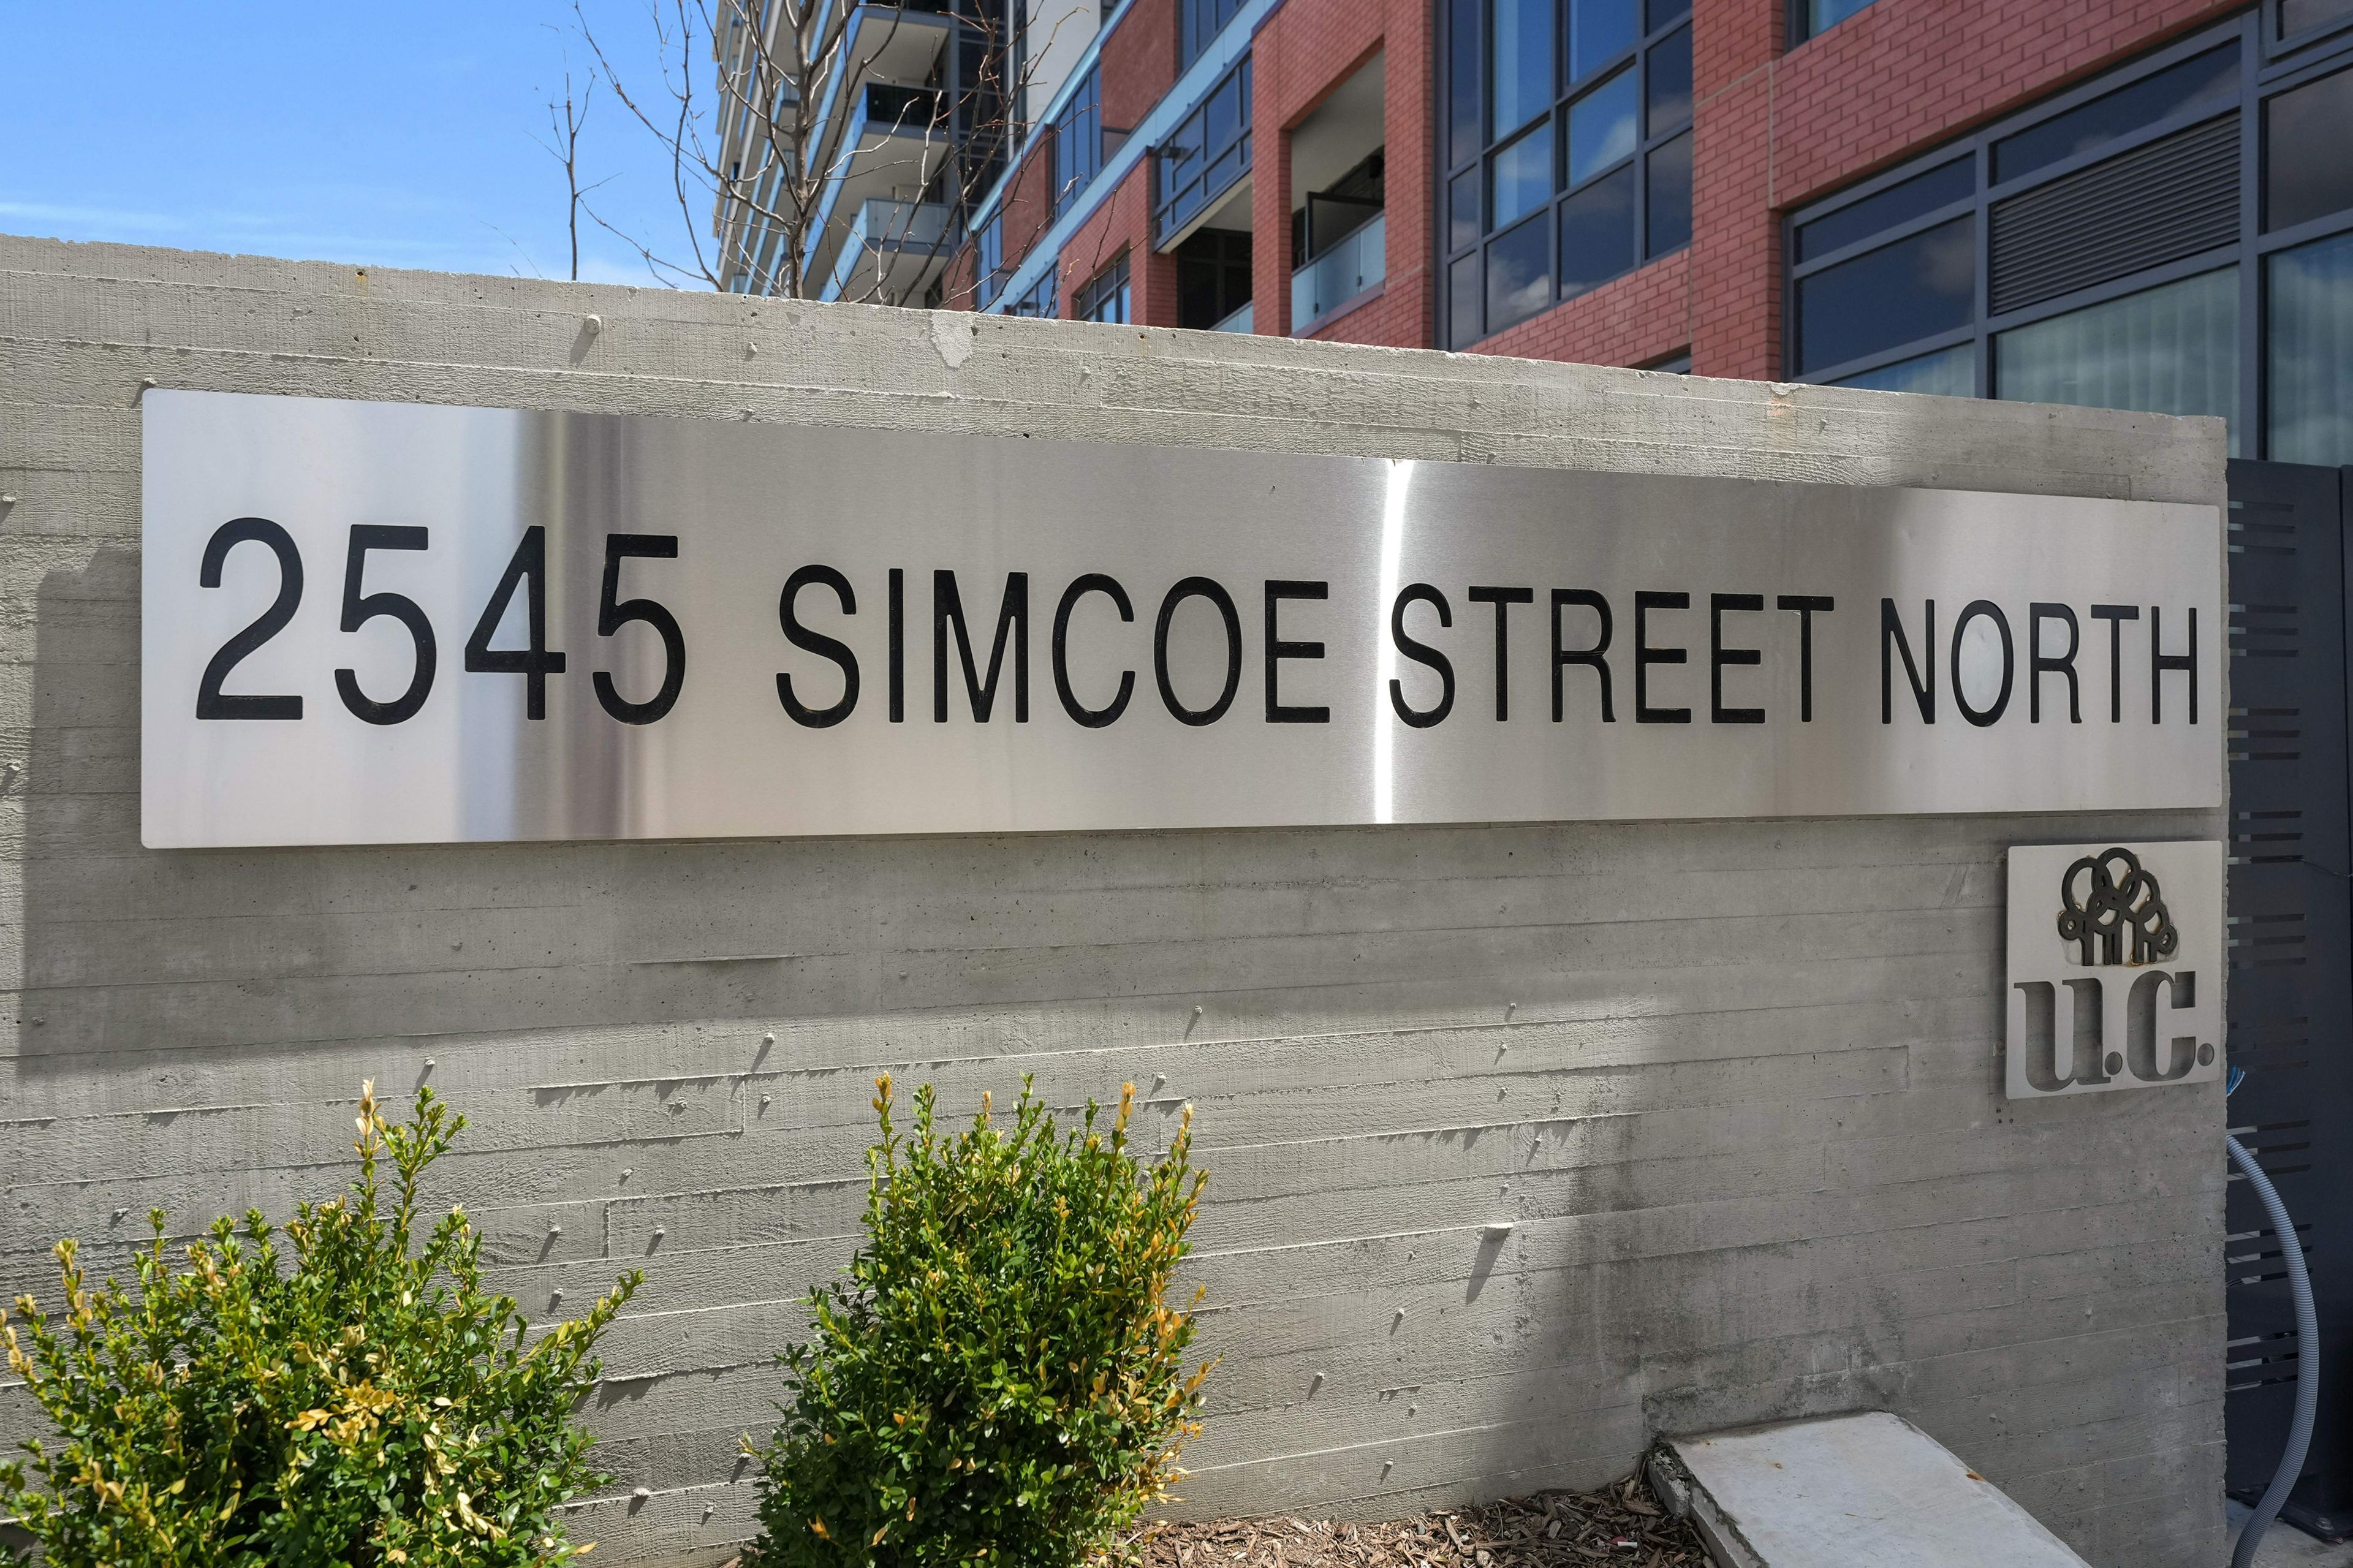 2545 SIMCOE STREET NORTH
u.c.